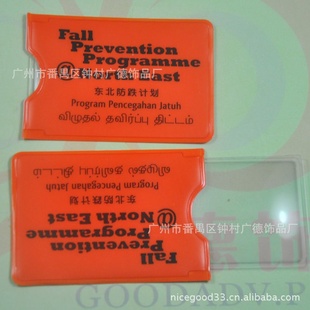 Fall
Prevention
Programme
@ North East
东北防跌计划
Program Pencegahan Jatuh
விழுதல் தவிர்ப்பு திட்டம்
广州市番禺区钟村广德饰品厂
விழுதல் தவிர்ப்பு திட்டம்
Program Pencegahan Jatuh
东北防跌计划
@ North East
Programme
Prevention
Fall
广州市番禺区钟村广德饰品厂
GOODADV
nicegood33.cn.alibaba.com